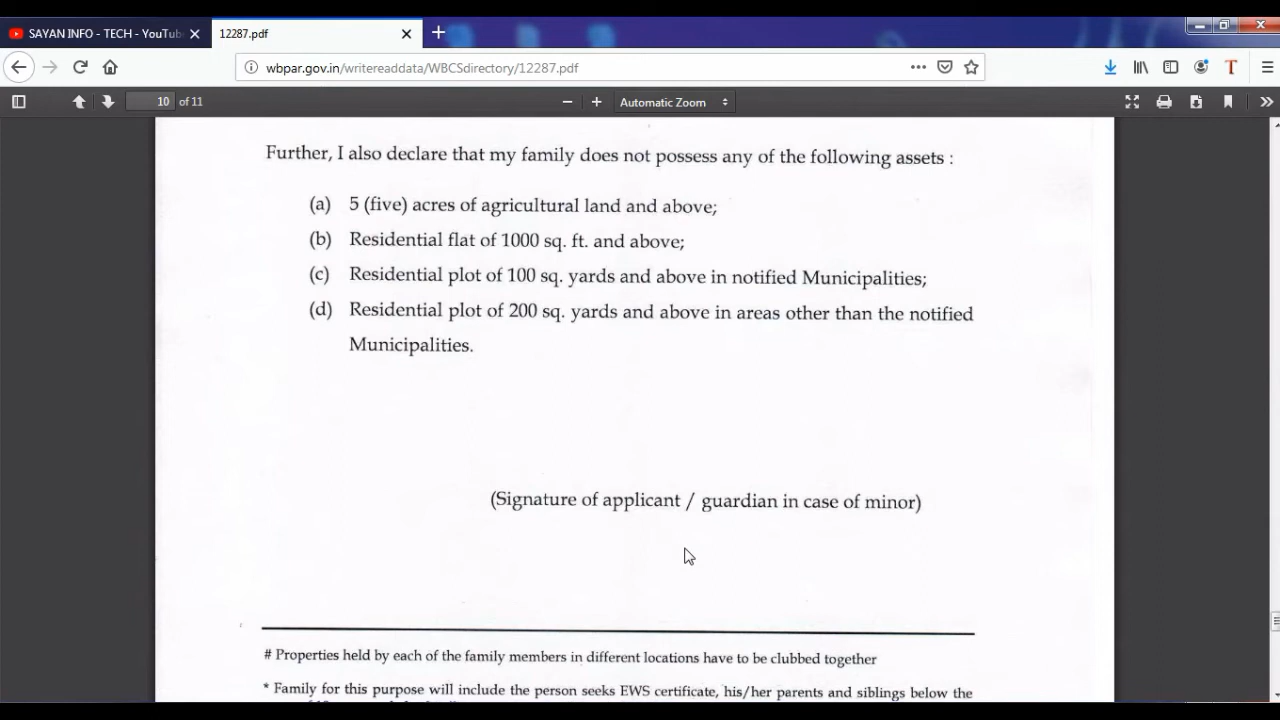 SAYAN INFO - TECH - YouTub
12287.pdf
wbpar.gov.in/writereaddata/WBCSdirectory/12287.pdf
10 of 11
Automatic Zoom
Further, I also declare that my family does not possess any of the following assets :
(a) 5 (five) acres of agricultural land and above;
(b) Residential flat of 1000 sq. ft. and above;
(c) Residential plot of 100 sq. yards and above in notified Municipalities;
(d) Residential plot of 200 sq. yards and above in areas other than the notified
Municipalities.
(Signature of applicant / guardian in case of minor)
# Properties held by each of the family members in different locations have to be clubbed together
* Family for this purpose will include the person seeks EWS certificate, his/her parents and siblings below the